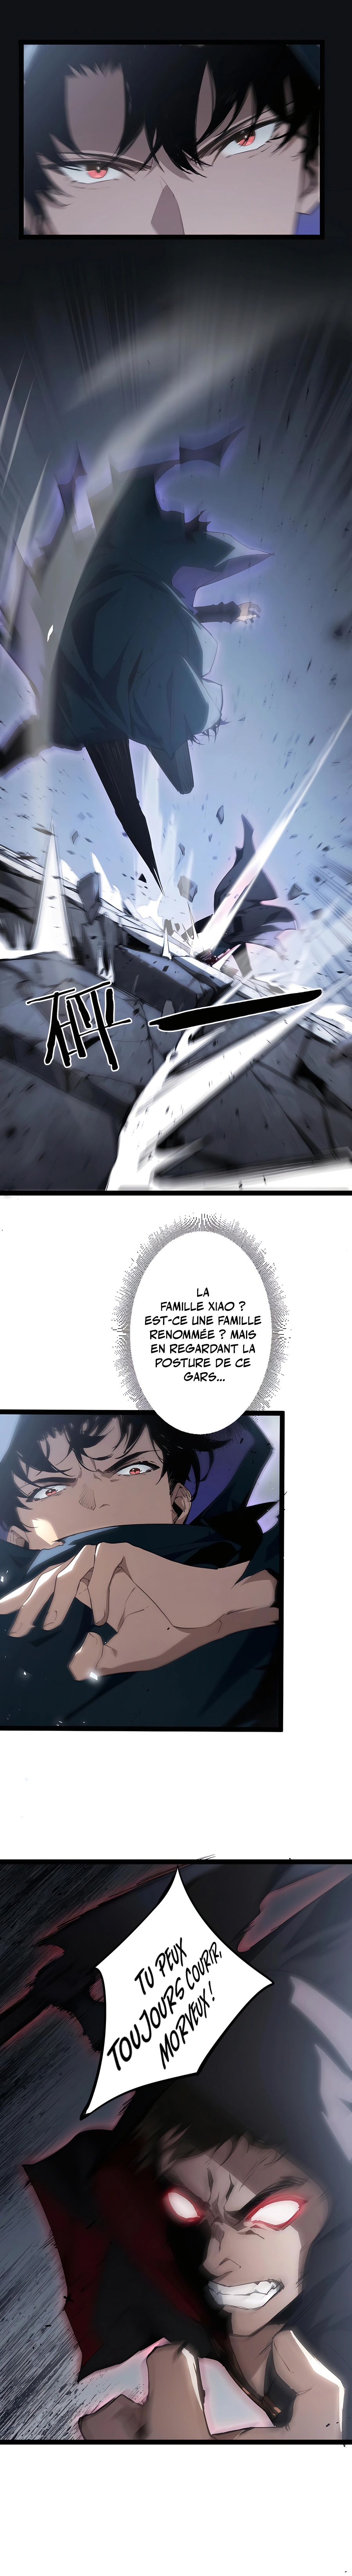 砰
LA
FAMILLE XIAO ?
EST-CE UNE FAMILLE
RENOMMÉE ? MAIS
EN REGARDANT LA
POSTURE DE CE
GARS...
TU PEUX
TOUJOURS COURIR,
MORVEUX !